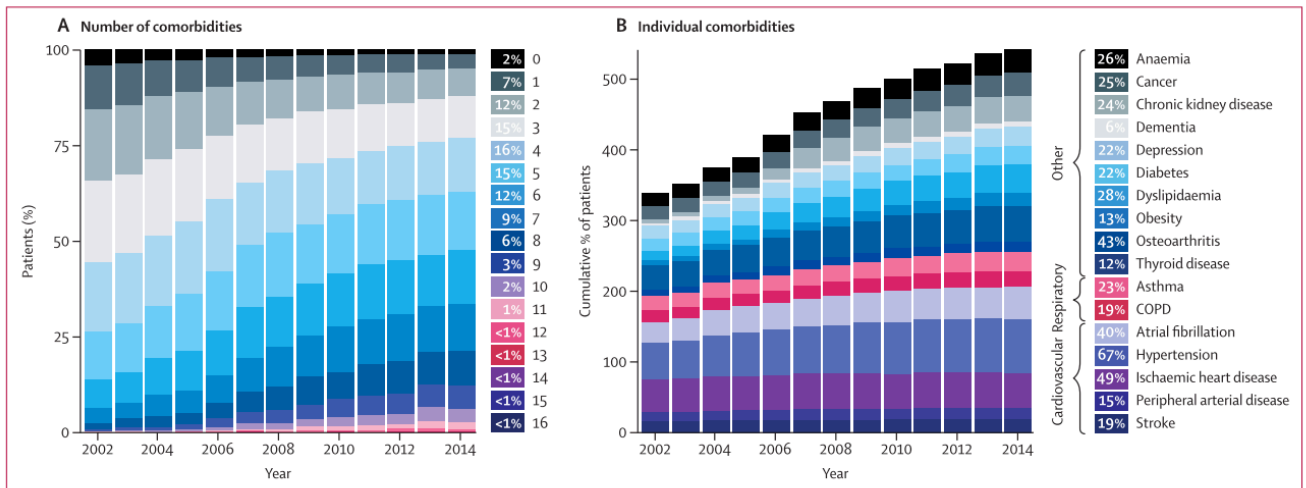 A Number of comorbidities
100
75
50
25
0
Patients (%)
2002 2004 2006 2008 2010 2012 2014
Year
2% 0
7% 1
12% 2
15% 3
16% 4
15% 5
12% 6
9% 7
6% 8
3% 9
2% 10
1% 11
<1% 12
<1% 13
<1% 14
<1% 15
<1% 16
B Individual comorbidities
500
400
300
200
100
0
Cumulative % of patients
2002 2004 2006 2008 2010 2012 2014
Year
Other
26% Anaemia
25% Cancer
24% Chronic kidney disease
6% Dementia
22% Depression
22% Diabetes
28% Dyslipidaemia
13% Obesity
43% Osteoarthritis
12% Thyroid disease
Respiratory
23% Asthma
19% COPD
Cardiovascular
40% Atrial fibrillation
67% Hypertension
49% Ischaemic heart disease
15% Peripheral arterial disease
19% Stroke